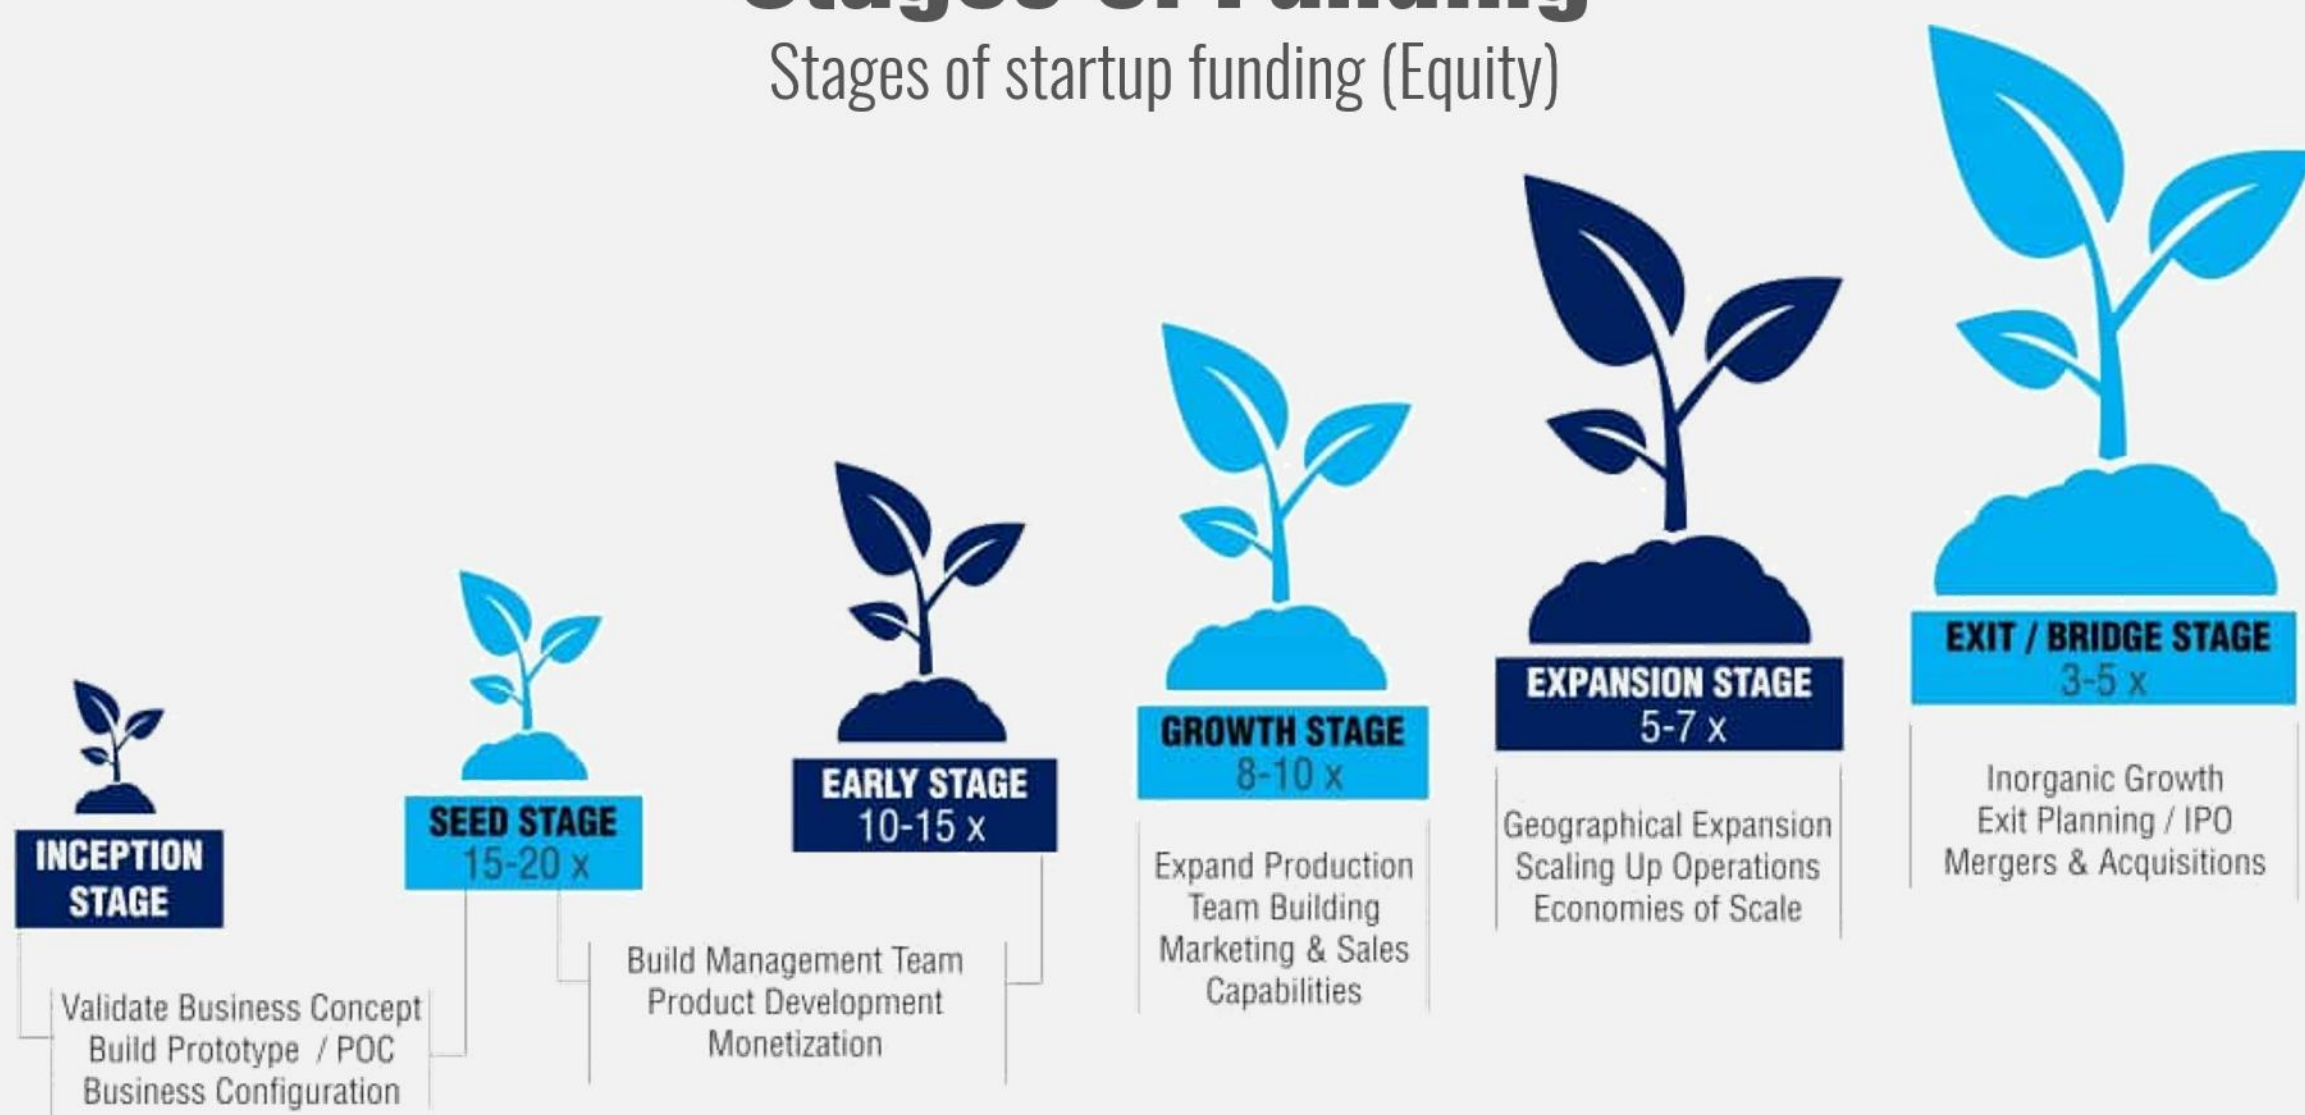 Stages of Funding
Stages of startup funding (Equity)
INCEPTION
STAGE
Validate Business Concept
Build Prototype / POC
Business Configuration
SEED STAGE
15-20 x
Build Management Team
Product Development
Monetization
EARLY STAGE
10-15 x
GROWTH STAGE
8-10 x
Expand Production
Team Building
Marketing & Sales
Capabilities
EXPANSION STAGE
5-7 x
Geographical Expansion
Scaling Up Operations
Economies of Scale
EXIT / BRIDGE STAGE
3-5 x
Inorganic Growth
Exit Planning / IPO
Mergers & Acquisitions